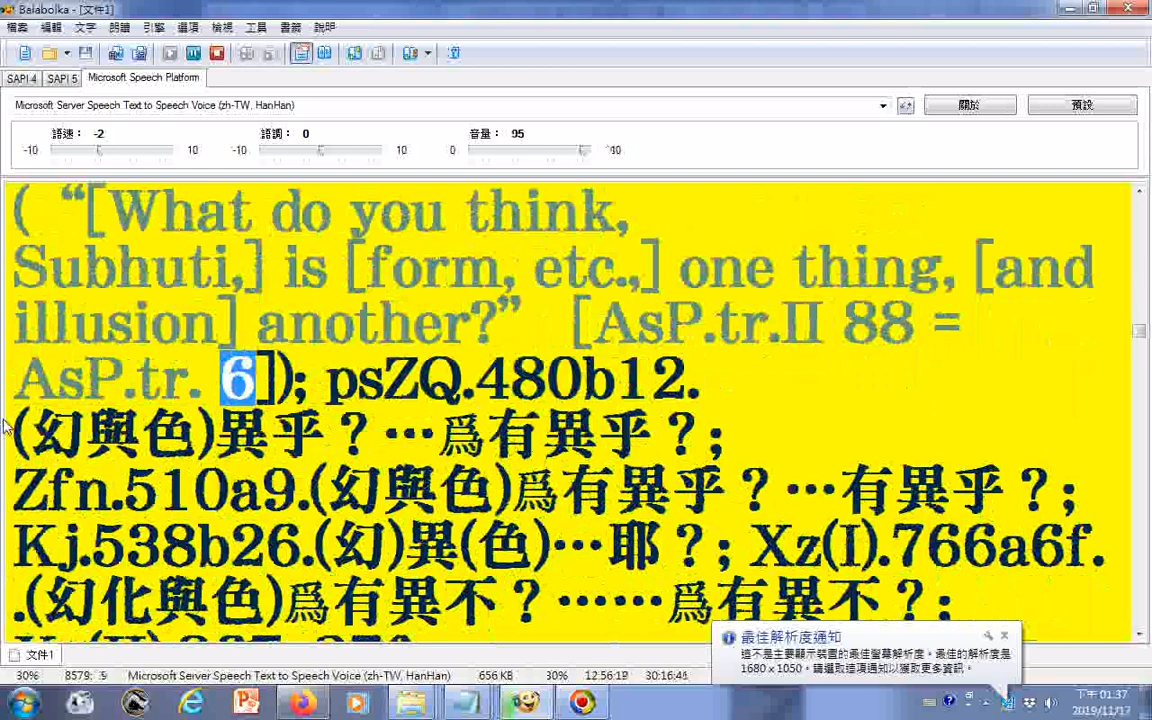 Balabolka - [文件1]
檔案 編輯 文字 朗讀 引擎 選項 檢視 工具 書籤 說明
SAPI 4 SAPI 5 Microsoft Speech Platform
Microsoft Server Speech Text to Speech Voice (zh-TW, HanHan) 關於 預設
語速： -2 語調： 0 音量： 95
-10 10 -10 10 0
( “[What do you think,
Subhuti,] is [form, etc.,] one thing, [and
illusion] another?” [AsP.tr.II 88 =
AsP.tr. 6]); psZQ.480b12.
(幻與色)異乎？…爲有異乎？;
Zfn.510a9.(幻與色)爲有異乎？…有異乎？;
Kj.538b26.(幻)異(色)…耶？; Xz(I).766a6f.
.(幻化與色)爲有異不？……爲有異不？;
最佳解析度通知
這不是主要顯示裝置的最佳螢幕解析度。最佳的解析度是
1680 x 1050。請選取這項通知以獲取更多資訊。
文件1
30% Microsoft Server Speech Text to Speech Voice (zh-TW, HanHan) 656 KB 30% 12:56:19 30:16:48
下午 01:37
2019/11/17